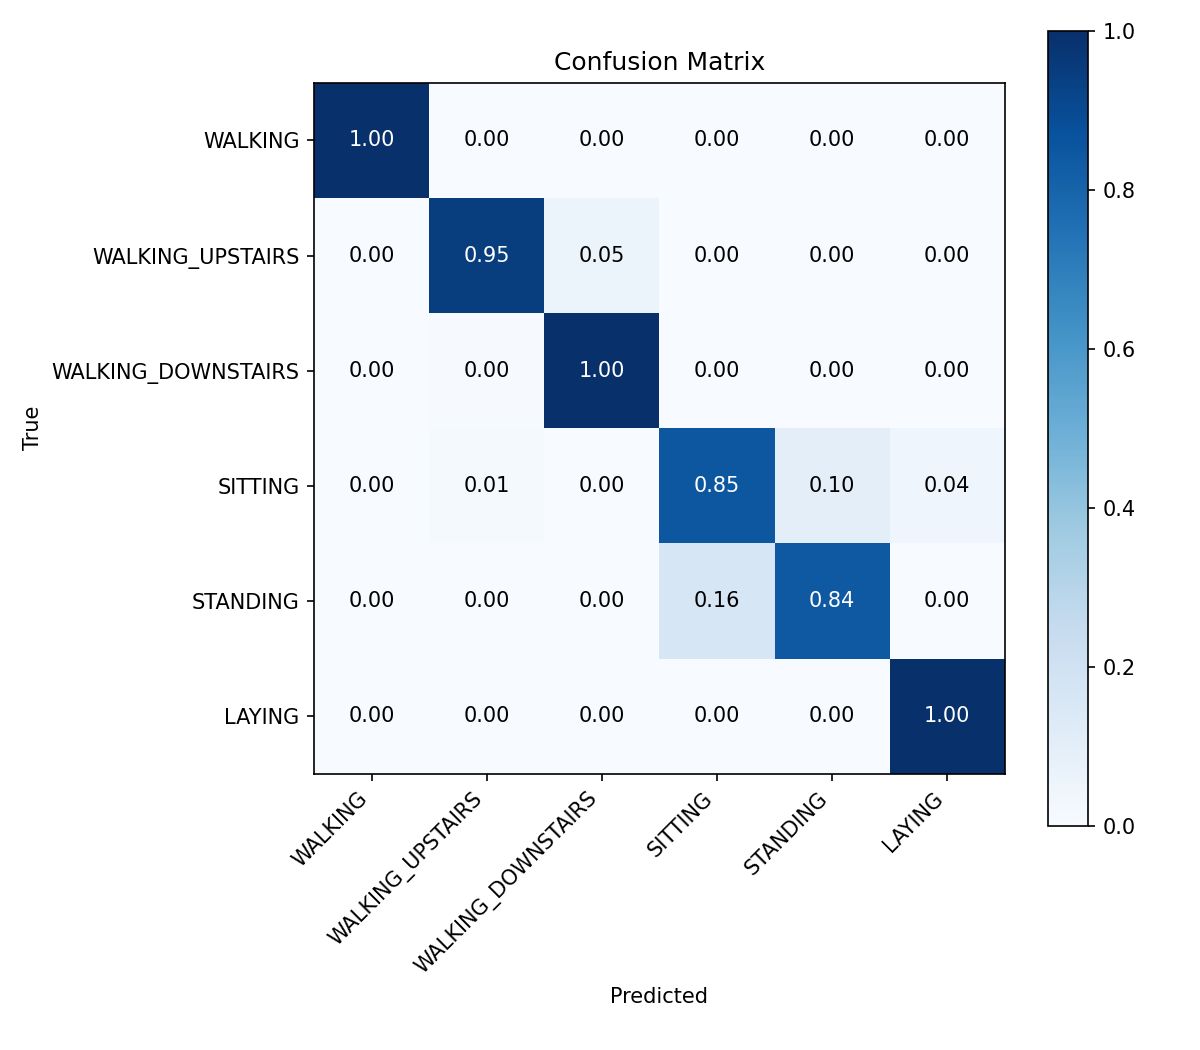 Confusion Matrix
WALKING 1.00 0.00 0.00 0.00 0.00 0.00
WALKING_UPSTAIRS 0.00 0.95 0.05 0.00 0.00 0.00
WALKING_DOWNSTAIRS 0.00 0.00 1.00 0.00 0.00 0.00
SITTING 0.00 0.01 0.00 0.85 0.10 0.04
STANDING 0.00 0.00 0.00 0.16 0.84 0.00
LAYING 0.00 0.00 0.00 0.00 0.00 1.00
True
WALKING
WALKING_UPSTAIRS
WALKING_DOWNSTAIRS
SITTING
STANDING
LAYING
Predicted
1.0
0.8
0.6
0.4
0.2
0.0